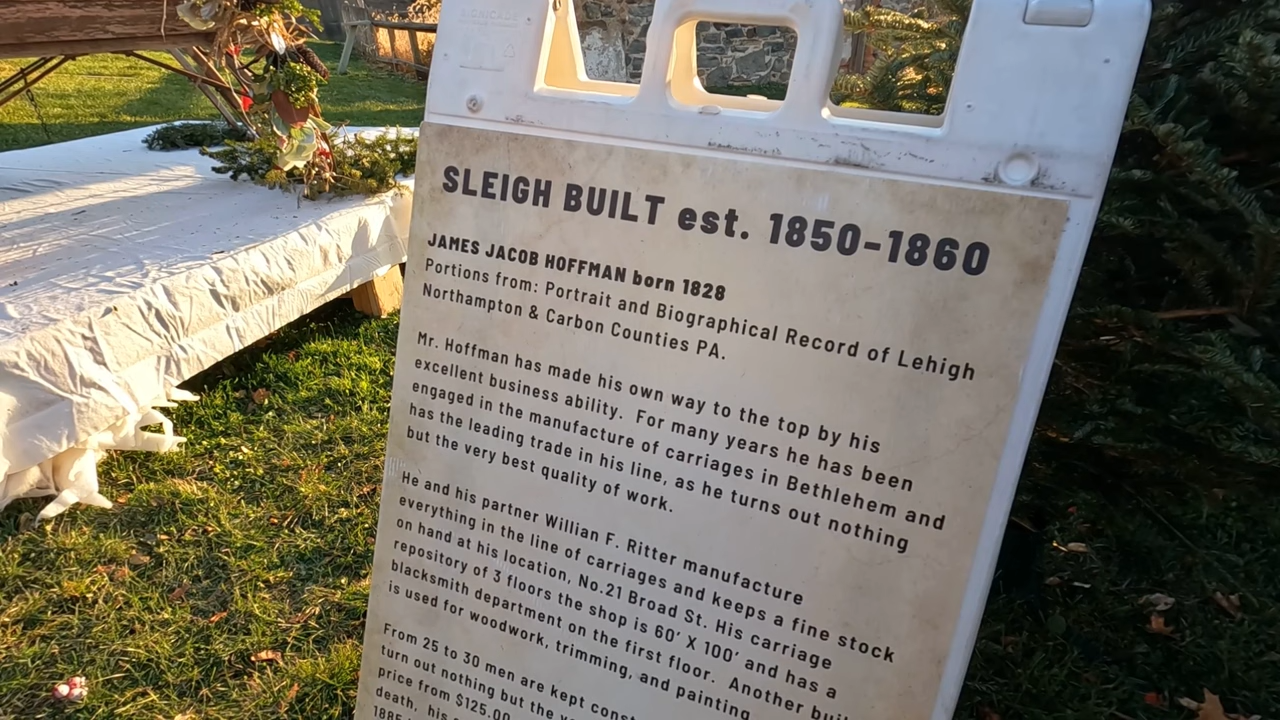 SIGNICADE
SLEIGH BUILT est. 1850-1860
JAMES JACOB HOFFMAN born 1828
Portions from: Portrait and Biographical Record of Lehigh
Northampton & Carbon Counties PA.
Mr. Hoffman has made his own way to the top by his
excellent business ability. For many years he has been
engaged in the manufacture of carriages in Bethlehem and
has the leading trade in his line, as he turns out nothing
but the very best quality of work.
He and his partner Willian F. Ritter manufacture
everything in the line of carriages and keeps a fine stock
on hand at his location, No.21 Broad St. His carriage
repository of 3 floors the shop is 60' X 100' and has a
blacksmith department on the first floor. Another
is used for woodwork, trimming, and painting
From 25 to 30 men are kept
turn out nothing but the
price from $125.00
death, his
1885